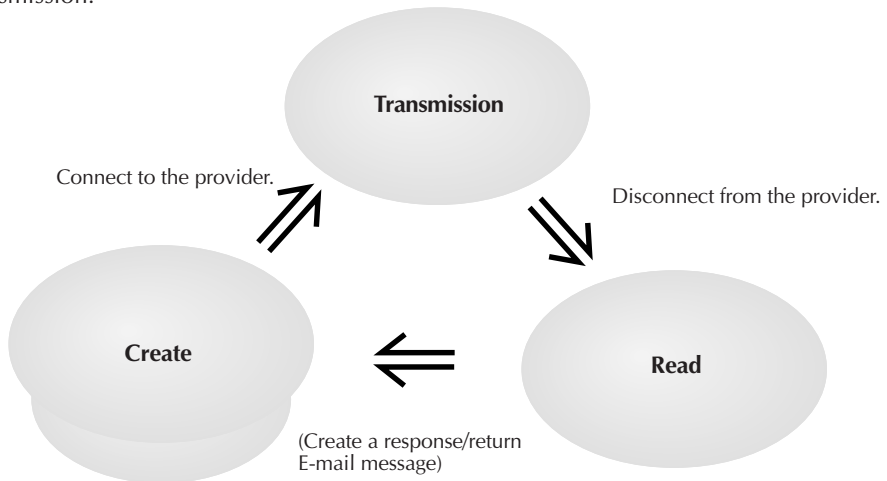 Transmission
Connect to the provider.
Disconnect from the provider.
Create
Read
(Create a response/return
E-mail message)